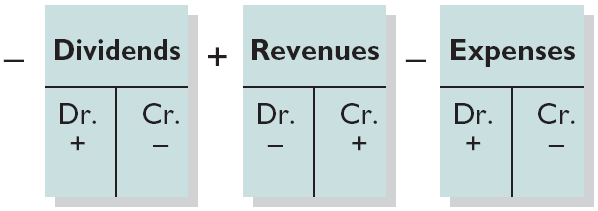 – Dividends + Revenues – Expenses
Dr. Cr. Dr. Cr. Dr. Cr.
+ – – + + –